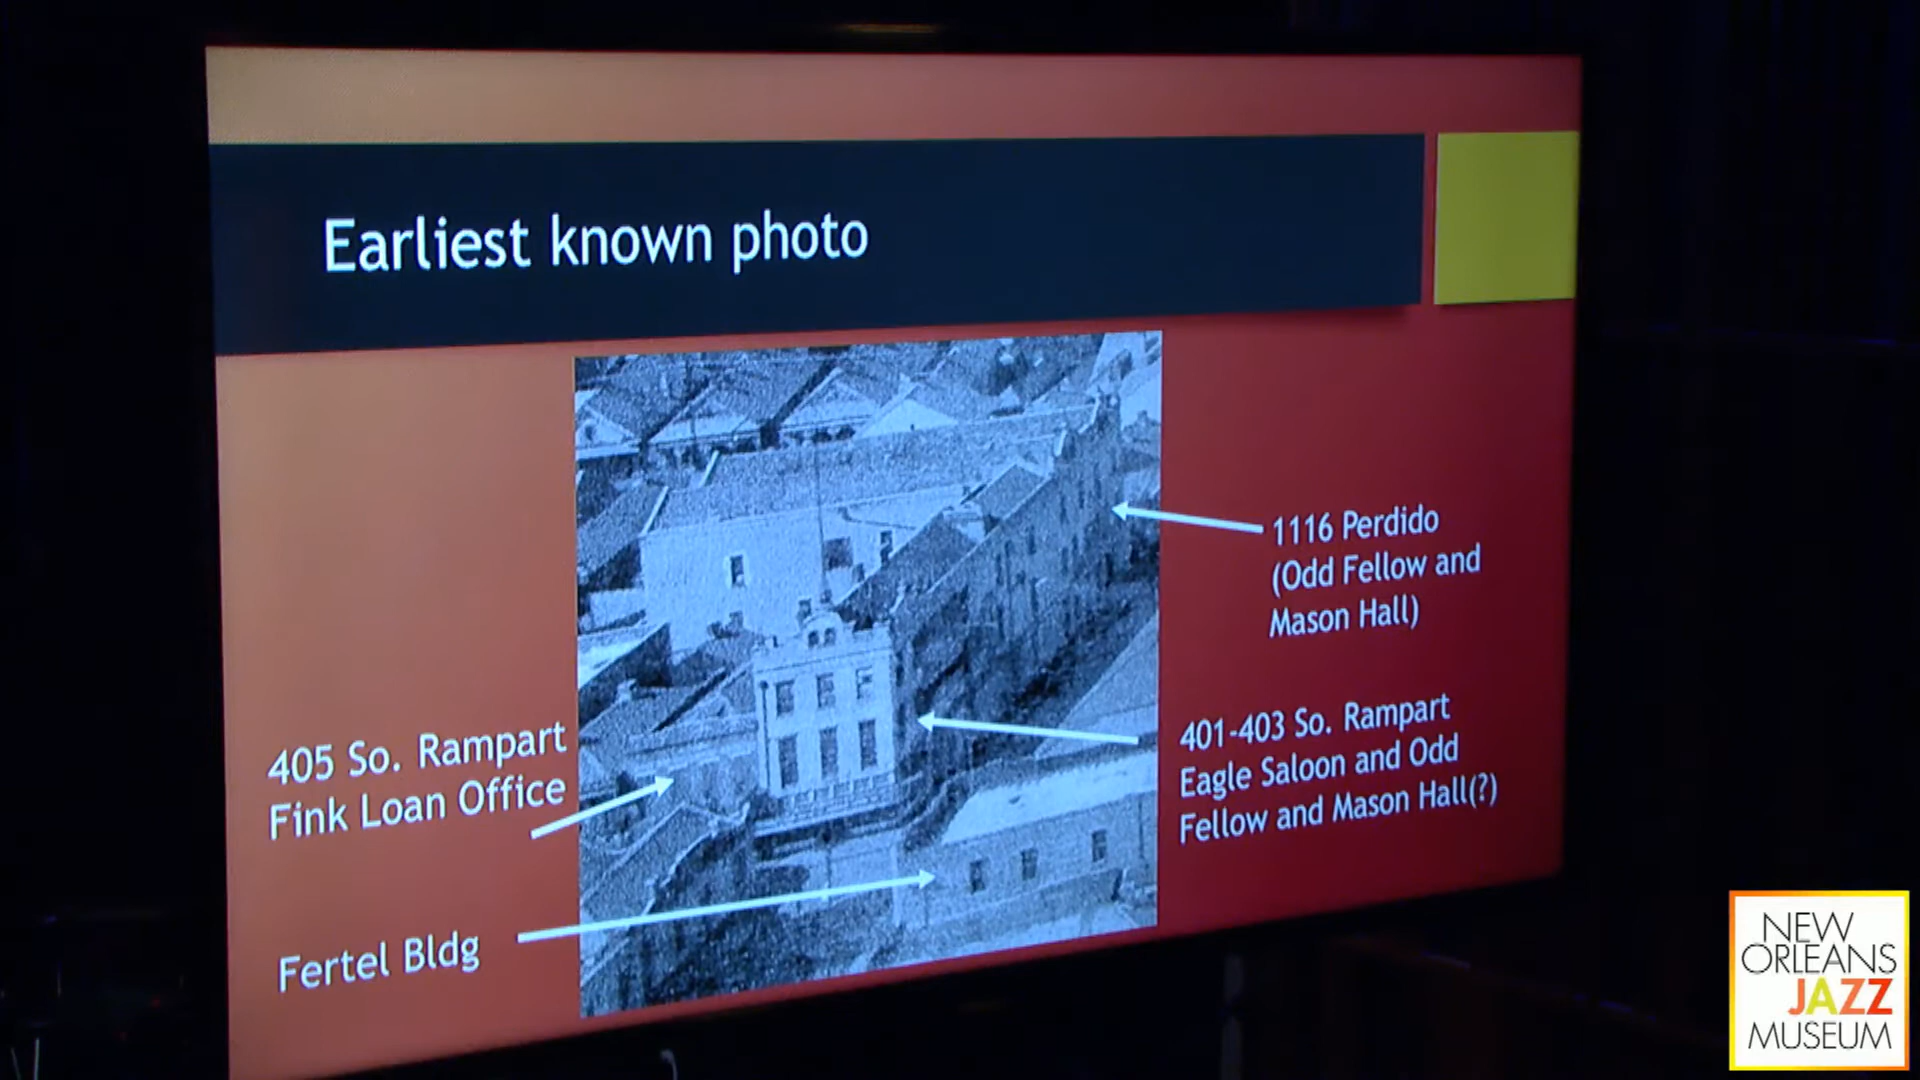 Earliest known photo
1116 Perdido
(Odd Fellow and
Mason Hall)
405 So. Rampart
Fink Loan Office
401-403 So. Rampart
Eagle Saloon and Odd
Fellow and Mason Hall(?)
Fertel Bldg
NEW
ORLEANS
JAZZ
MUSEUM